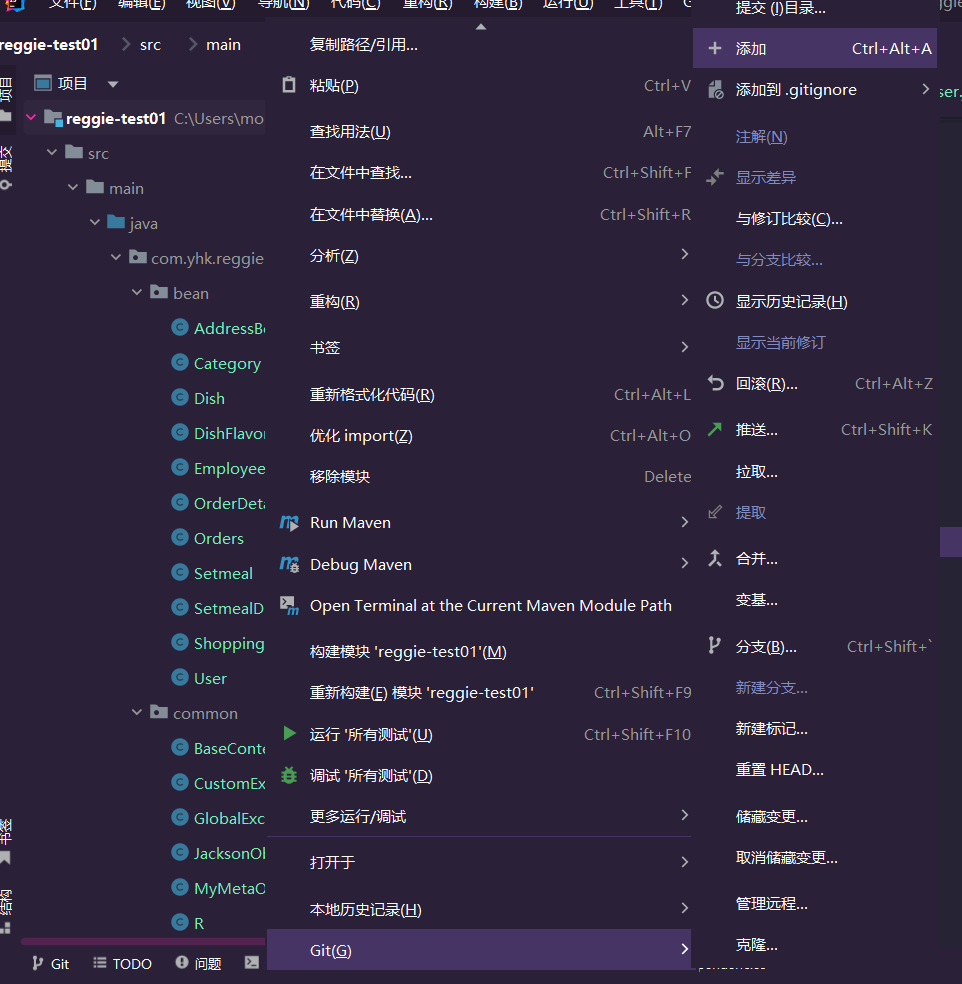 文件(F) 编辑(E) 视图(V) 导航(N) 代码(C) 重构(R) 构建(B) 运行(U) 工具(T)
reggie-test01 src main
项目
reggie-test01 C:\Users\mo
src
main
java
com.yhk.reggie
bean
AddressBo
Category
Dish
DishFlavor
Employee
OrderDeta
Orders
Setmeal
SetmealD
Shopping
User
common
BaseConte
CustomEx
GlobalExc
JacksonOb
MyMetaO
R
项目
提交
书签
结构
Git TODO 问题
复制路径/引用...
粘贴(P) Ctrl+V
查找用法(U) Alt+F7
在文件中查找... Ctrl+Shift+F
在文件中替换(A)... Ctrl+Shift+R
分析(Z)
重构(R)
书签
重新格式化代码(R) Ctrl+Alt+L
优化 import(Z) Ctrl+Alt+O
移除模块 Delete
Run Maven
Debug Maven
Open Terminal at the Current Maven Module Path
构建模块 'reggie-test01'(M)
重新构建(E) 模块 'reggie-test01' Ctrl+Shift+F9
运行 '所有测试'(U) Ctrl+Shift+F10
调试 '所有测试'(D)
更多运行/调试
打开于
本地历史记录(H)
Git(G)
提交 (I)目录...
添加 Ctrl+Alt+A
添加到 .gitignore
注解(N)
显示差异
与修订比较(C)...
与分支比较...
显示历史记录(H)
显示当前修订
回滚(R)... Ctrl+Alt+Z
推送... Ctrl+Shift+K
拉取...
提取
合并...
变基...
分支(B)... Ctrl+Shift+`
新建分支...
新建标记...
重置 HEAD...
储藏变更...
取消储藏变更...
管理远程...
克隆...
ser.